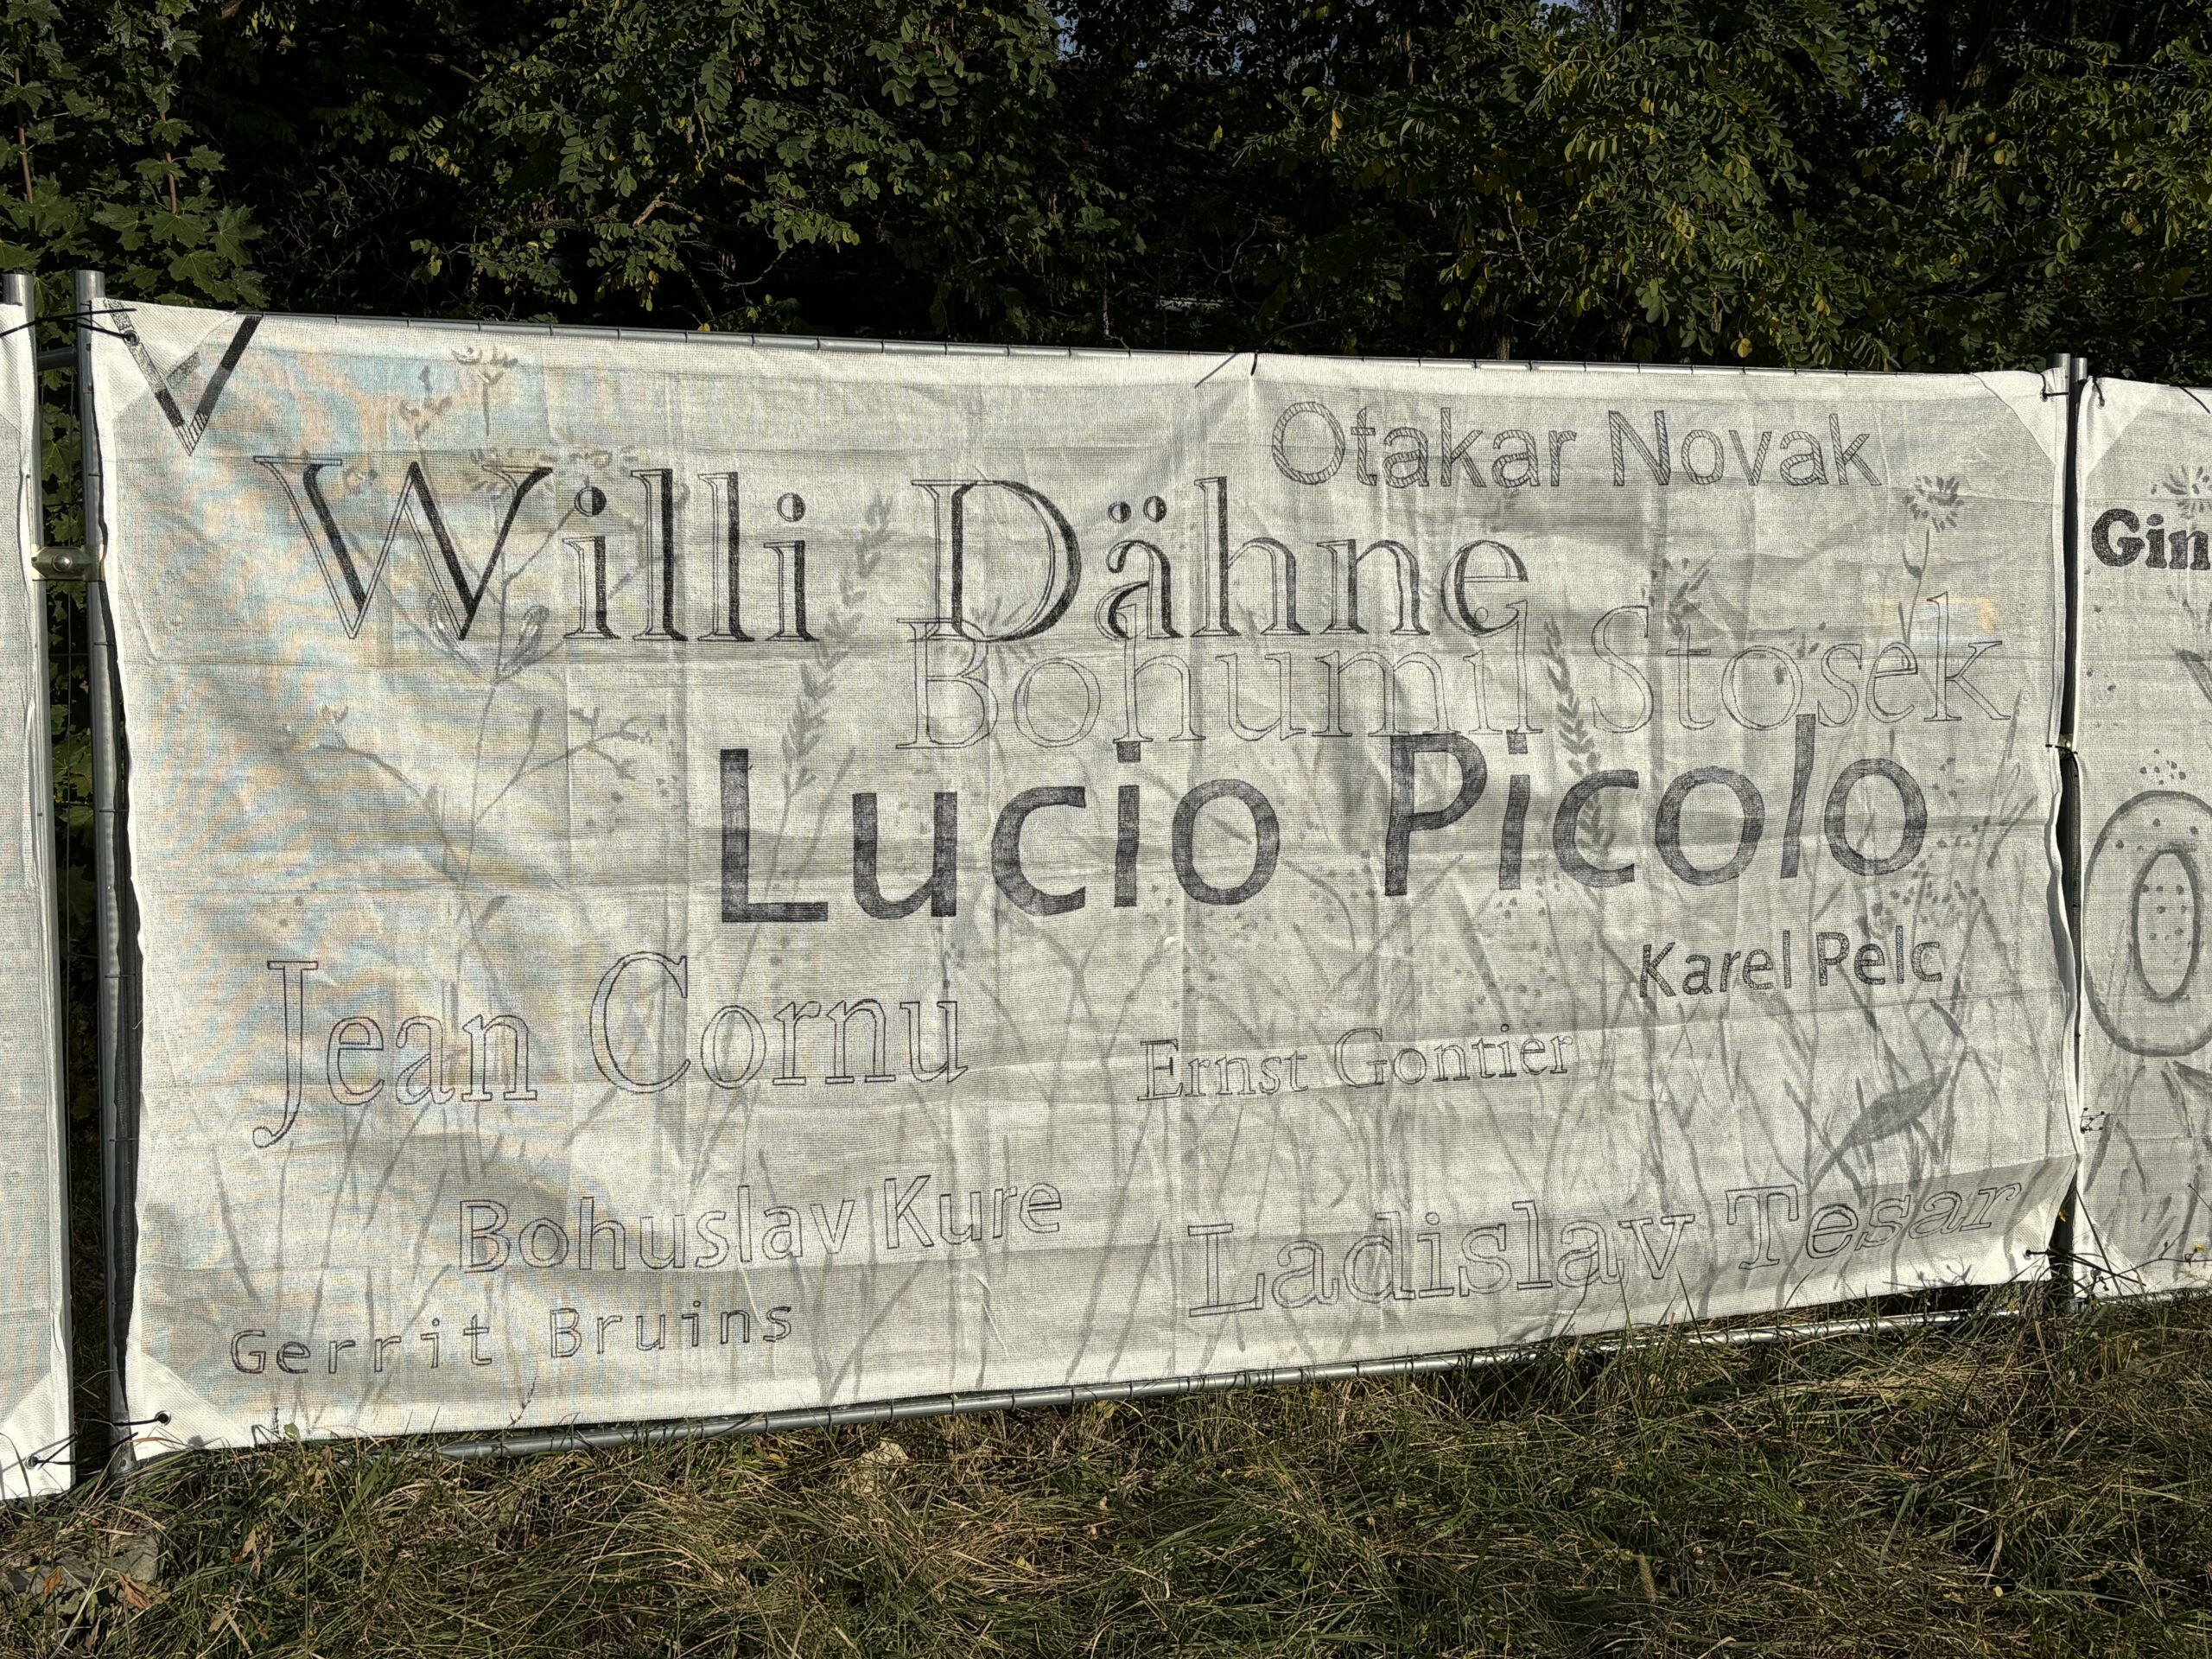 Otakar Novak
Willi Dähne
Gin
Bohumil Stosek
Lucio Picolo
Karel Pelc
Jean Cornu
Ernst Gontier
Bohuslav Kure
Ladislav Tesar
Gerrit Bruins